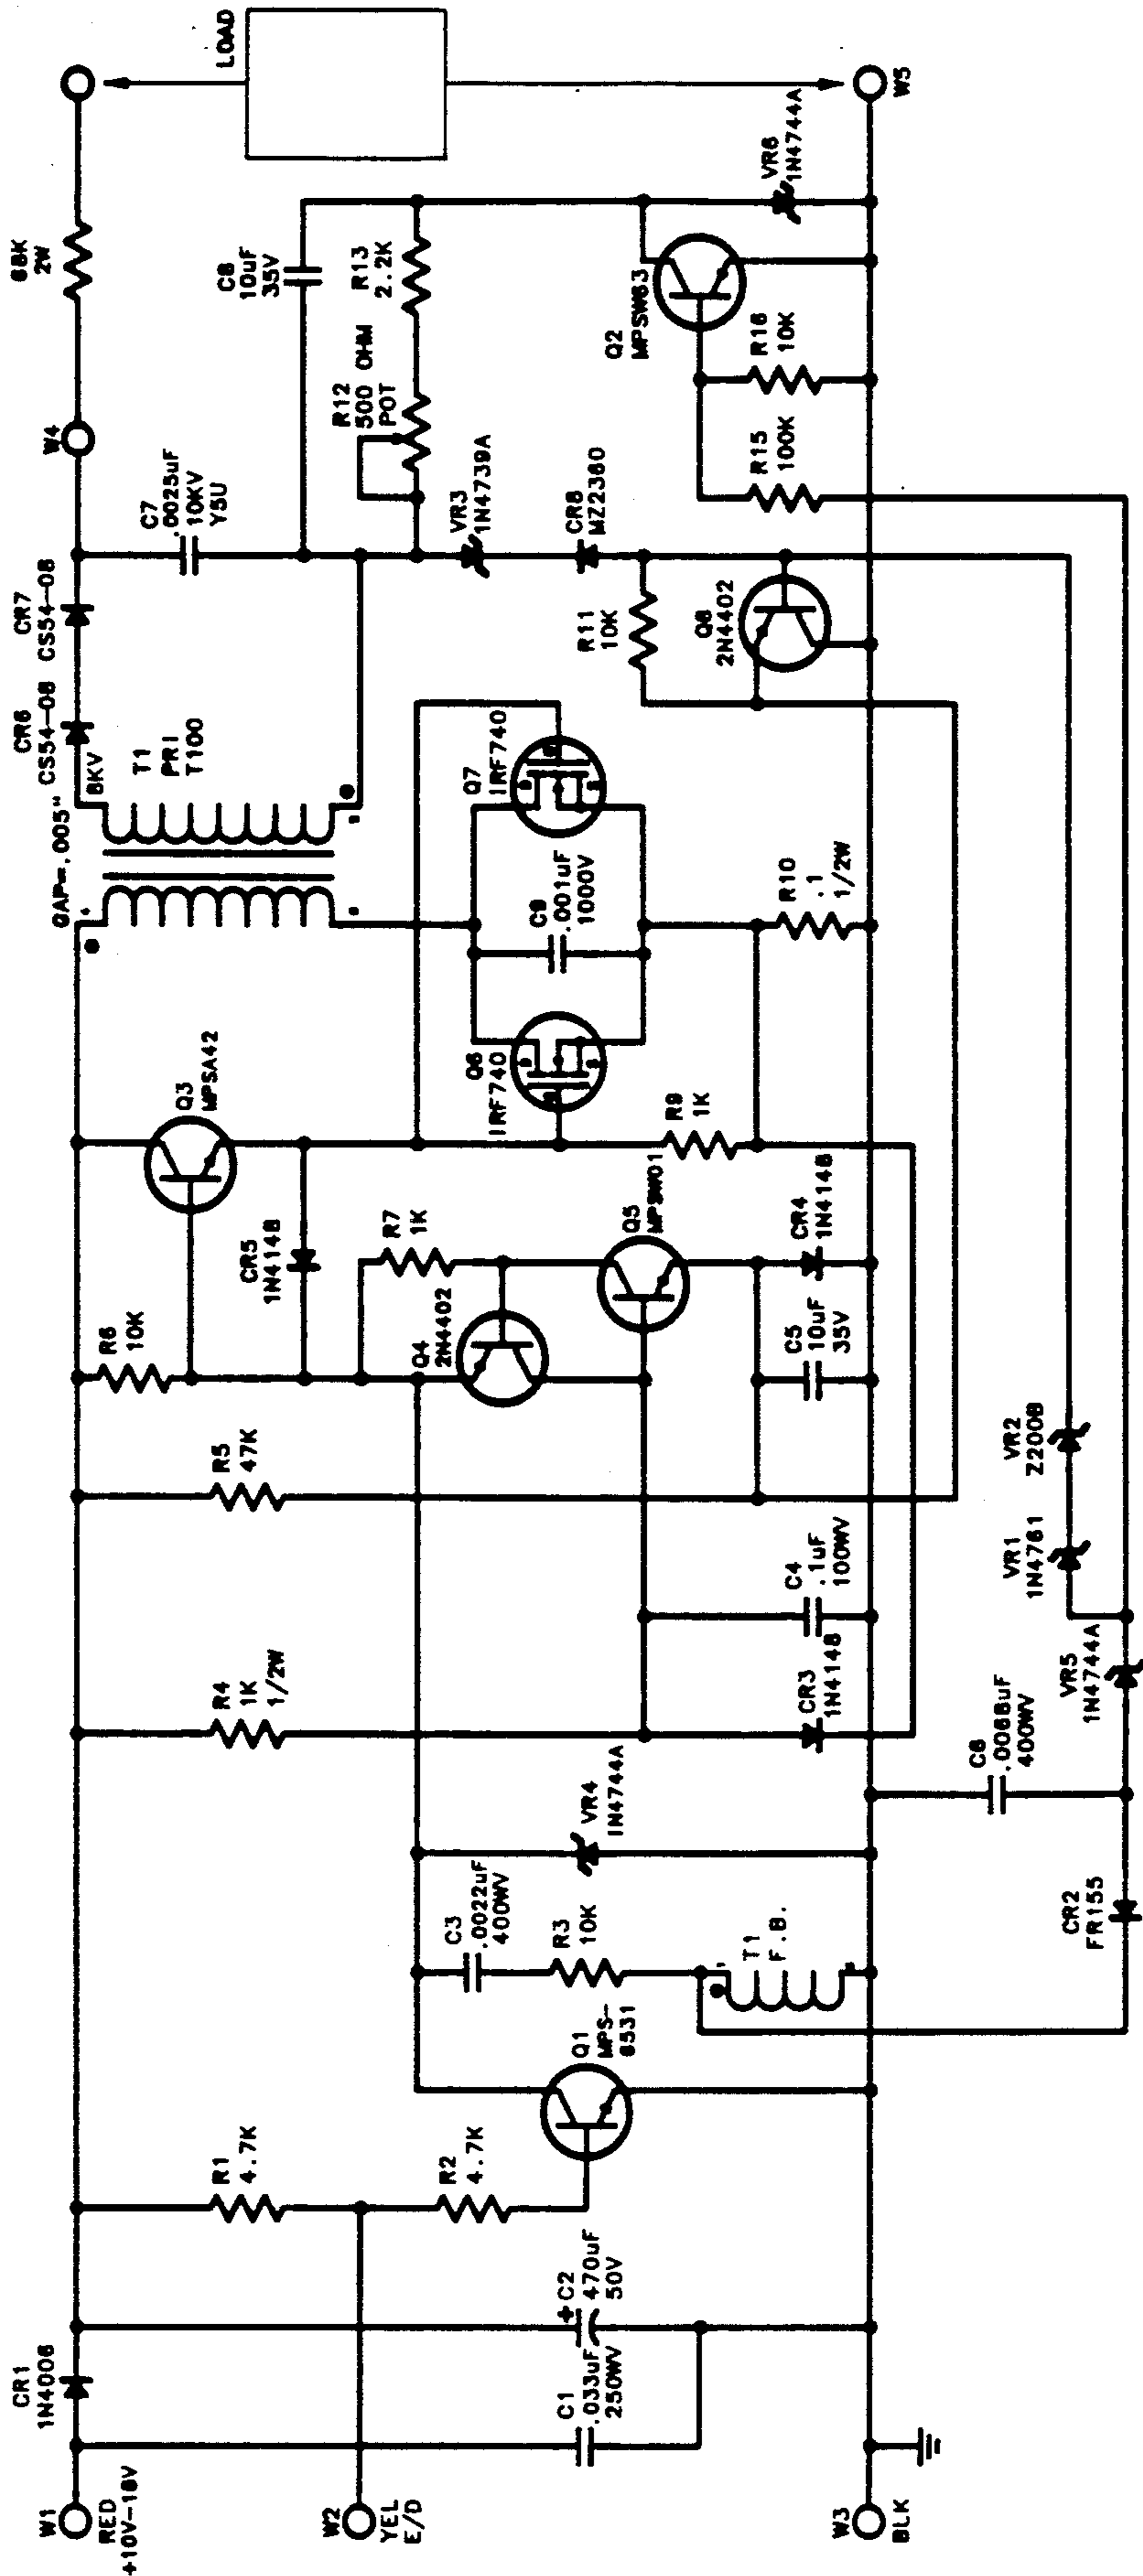 W1
RED
+10V-16V
CR1
1N4006
C1
.033uF
250WV
+C2
470uF
50V
W2
YEL
E/D
W3
BLK
R1
4.7K
R2
4.7K
Q1
MPS-
6531
C3
.0022uF
400WV
R3
10K
T1
F.B.
VR4
1N4744A
CR2
FR155
C6
.0068uF
400WV
VR5
1N4744A
VR1
1N4761
VR2
Z200B
R4
1K
1/2W
CR3
1N4148
C4
.1uF
100WV
R5
47K
R6
10K
Q4
2N4402
CR5
1N4148
R7
1K
Q5
MPSW01
C5
10uF
35V
CR4
1N4148
Q3
MPSA42
R9
1K
Q6
IRF740
C9
.001uF
1000V
Q7
IRF740
R10
.1
1/2W
GAP=.005"
T1
PRI
T100
8KV
CR6
CS54-08
CR7
CS54-08
C7
.0025uF
10KV
Y5U
W4
68K
2W
LOAD
C8
10uF
35V
R12
500 OHM
POT
R13
2.2K
VR3
1N4739A
CR8
MZ2360
R11
10K
Q8
2N4402
Q2
MPSW63
R15
100K
R16
10K
VR6
1N4744A
W5